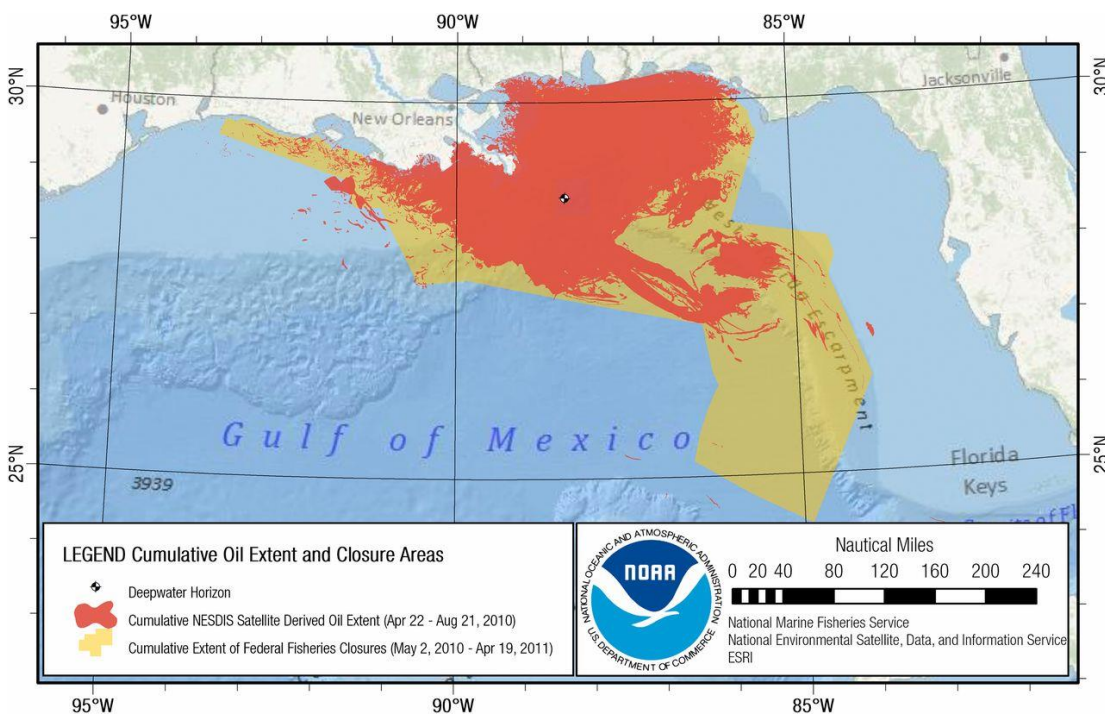 95°W 90°W 85°W
30°N 30°N
Jacksonville
Houston
New Orleans
Escarpment
Gulf of Mexico
25°N 25°N
Florida
Keys
3939
LEGEND Cumulative Oil Extent and Closure Areas
Deepwater Horizon
Cumulative NESDIS Satellite Derived Oil Extent (Apr 22 - Aug 21, 2010)
Cumulative Extent of Federal Fisheries Closures (May 2, 2010 - Apr 19, 2011)
NATIONAL OCEANIC AND ATMOSPHERIC ADMINISTRATION
NOAA
U.S. DEPARTMENT OF COMMERCE
Nautical Miles
0 20 40 80 120 160 200 240
National Marine Fisheries Service
National Environmental Satellite, Data, and Information Service
ESRI
95°W 90°W 85°W